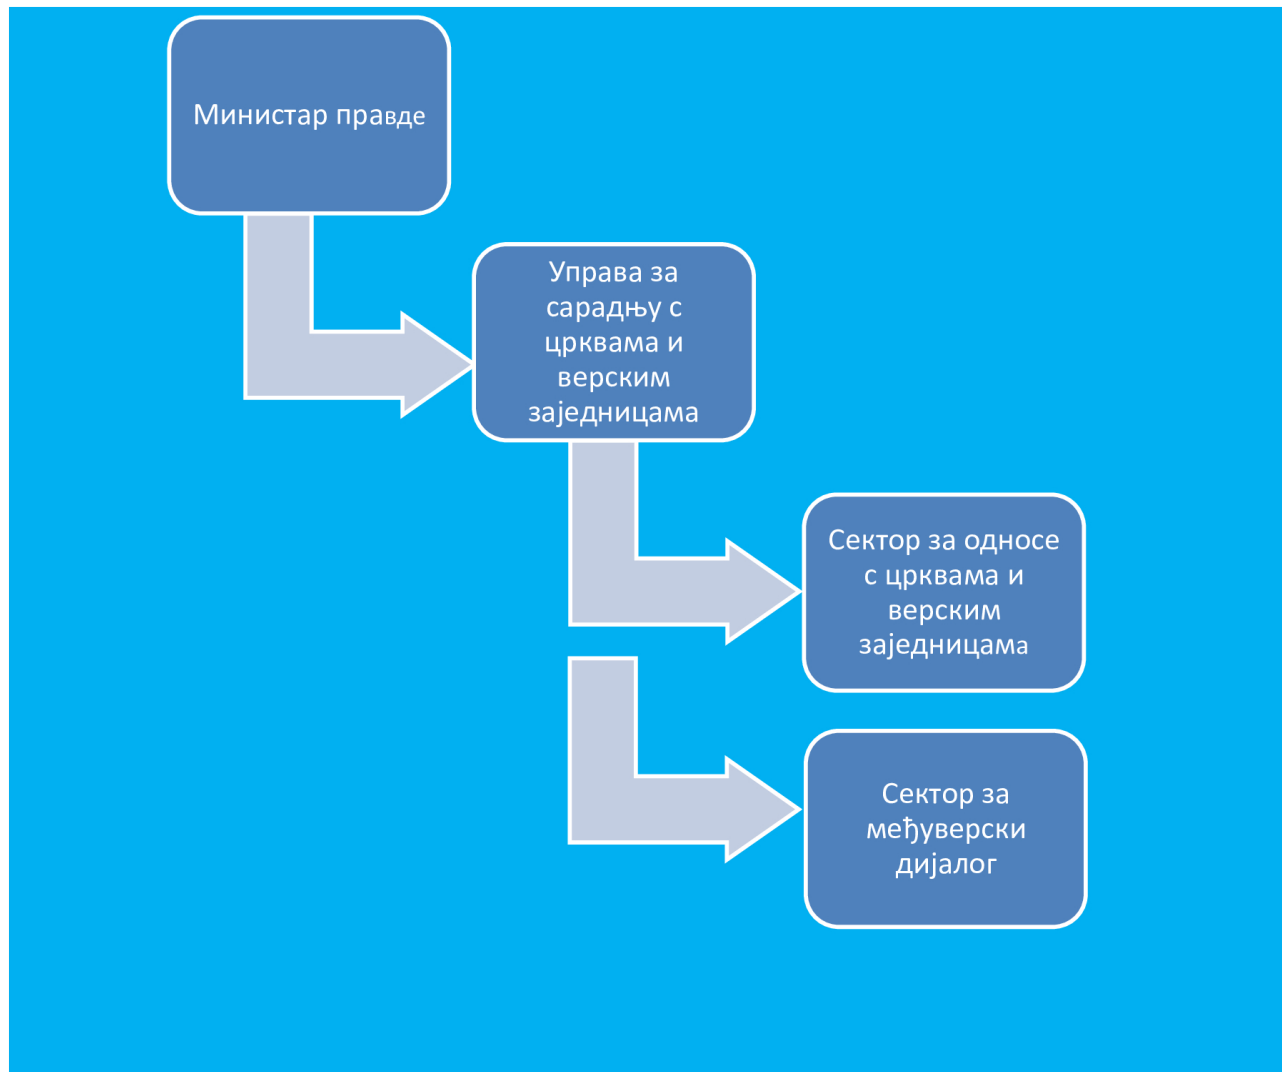 Министар правде
Управа за
сарадњу с
црквама и
верским
заједницама
Сектор за односе
с црквама и
верским
заједницама
Сектор за
међуверски
дијалог